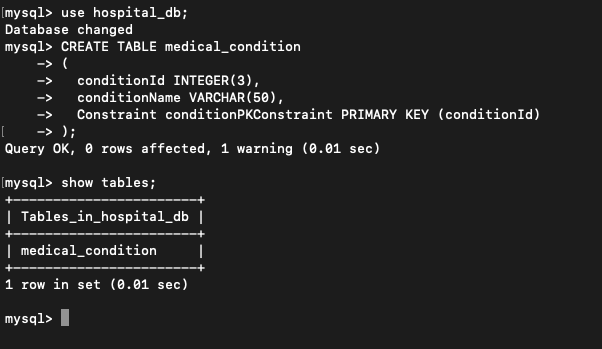 [mysql> use hospital_db;
Database changed
mysql> CREATE TABLE medical_condition
    -> (
    ->   conditionId INTEGER(3),
    ->   conditionName VARCHAR(50),
    ->   Constraint conditionPKConstraint PRIMARY KEY (conditionId)
[    -> );
Query OK, 0 rows affected, 1 warning (0.01 sec)
[mysql> show tables;
+-----------------------+
| Tables_in_hospital_db |
+-----------------------+
| medical_condition     |
+-----------------------+
1 row in set (0.01 sec)
mysql>